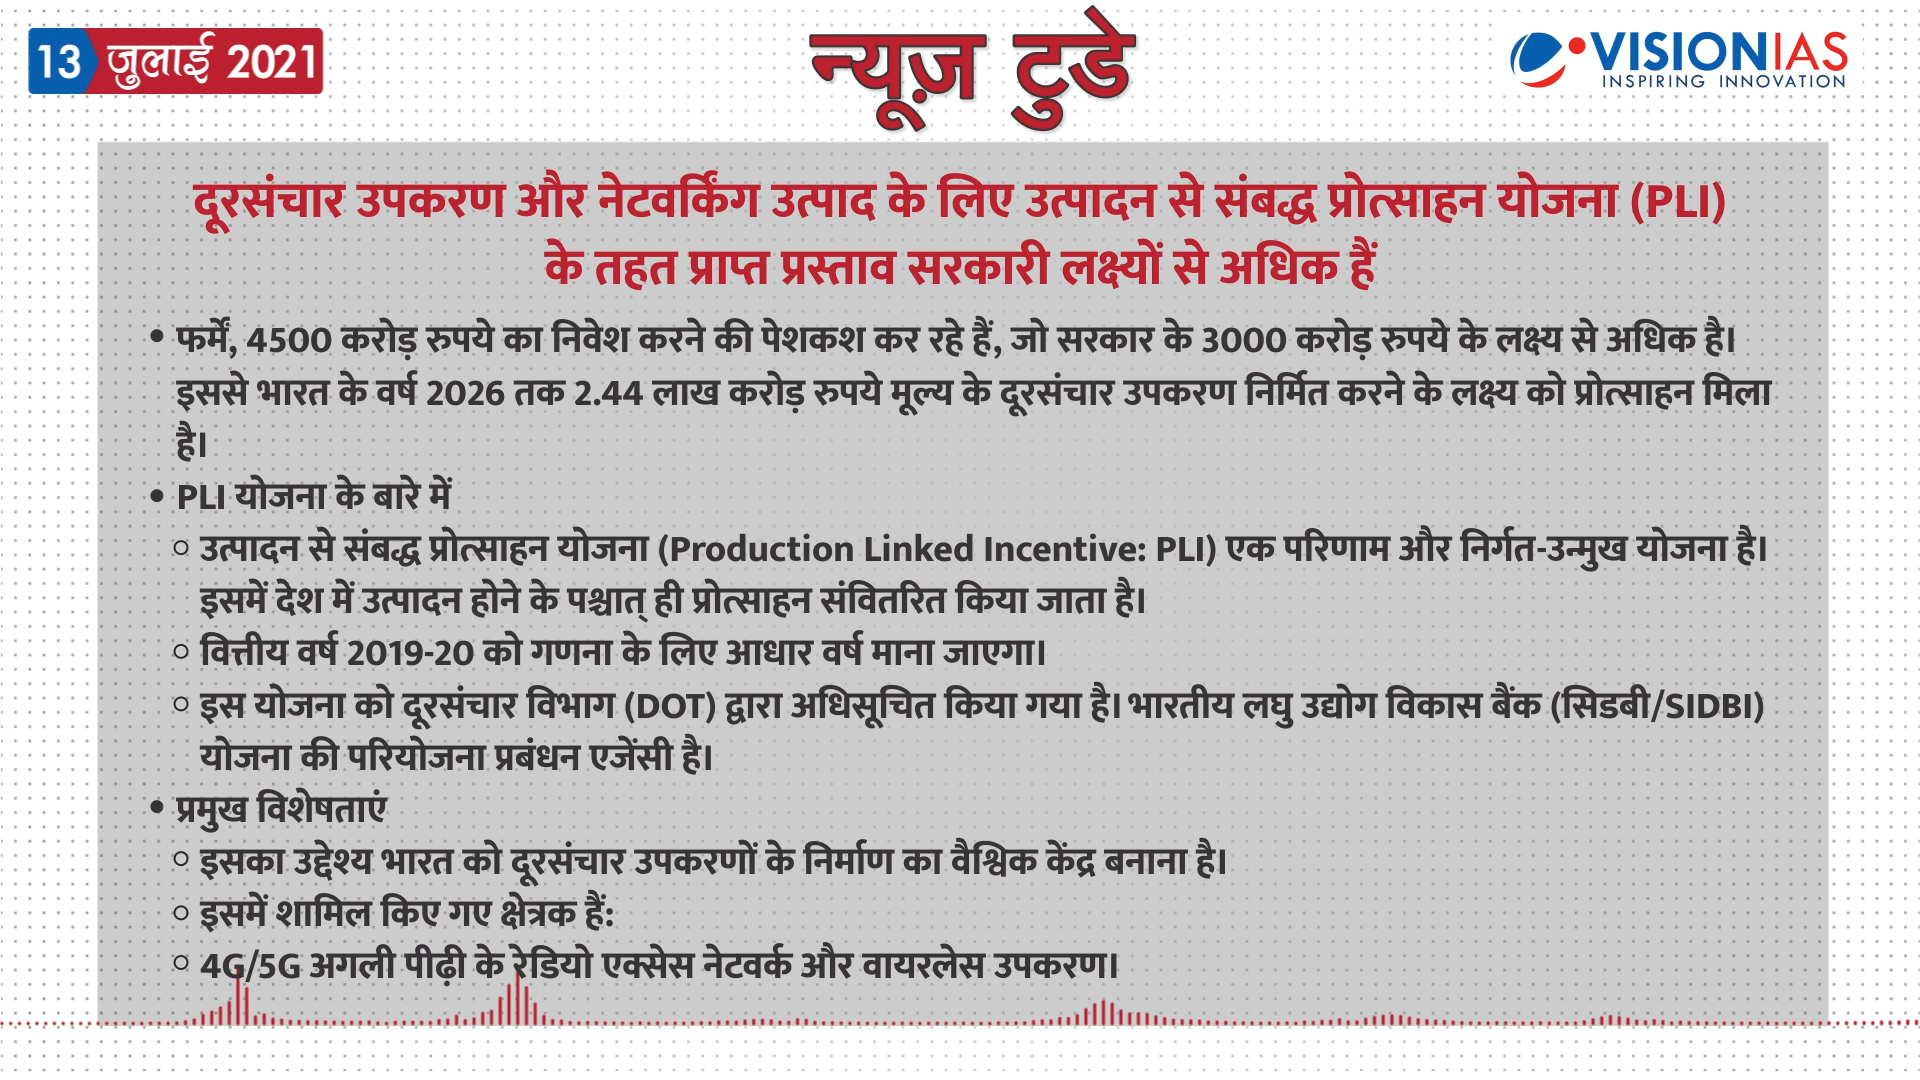 13 जुलाई 2021
न्यूज़ टुडे
VISIONIAS
INSPIRING INNOVATION
दूरसंचार उपकरण और नेटवर्किंग उत्पाद के लिए उत्पादन से संबद्ध प्रोत्साहन योजना (PLI)
के तहत प्राप्त प्रस्ताव सरकारी लक्ष्यों से अधिक हैं
• फर्में, 4500 करोड़ रुपये का निवेश करने की पेशकश कर रहे हैं, जो सरकार के 3000 करोड़ रुपये के लक्ष्य से अधिक है।
इससे भारत के वर्ष 2026 तक 2.44 लाख करोड़ रुपये मूल्य के दूरसंचार उपकरण निर्मित करने के लक्ष्य को प्रोत्साहन मिला
है।
• PLI योजना के बारे में
○ उत्पादन से संबद्ध प्रोत्साहन योजना (Production Linked Incentive: PLI) एक परिणाम और निर्गत-उन्मुख योजना है।
इसमें देश में उत्पादन होने के पश्चात् ही प्रोत्साहन संवितरित किया जाता है।
○ वित्तीय वर्ष 2019-20 को गणना के लिए आधार वर्ष माना जाएगा।
○ इस योजना को दूरसंचार विभाग (DOT) द्वारा अधिसूचित किया गया है। भारतीय लघु उद्योग विकास बैंक (सिडबी/SIDBI)
योजना की परियोजना प्रबंधन एजेंसी है।
• प्रमुख विशेषताएं
○ इसका उद्देश्य भारत को दूरसंचार उपकरणों के निर्माण का वैश्विक केंद्र बनाना है।
○ इसमें शामिल किए गए क्षेत्रक हैं:
○ 4G/5G अगली पीढ़ी के रेडियो एक्सेस नेटवर्क और वायरलेस उपकरण।